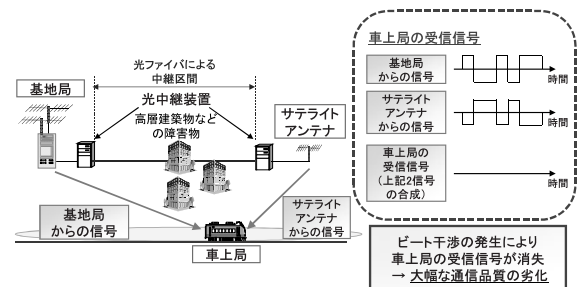 光ファイバによる
中継区間
基地局
光中継装置
高層建築物など
の障害物
サテライト
アンテナ
基地局
からの信号
サテライト
アンテナ
からの信号
車上局
車上局の受信信号
基地局
からの信号
時間
サテライト
アンテナ
からの信号
時間
車上局の
受信信号
(上記2信号
の合成)
時間
ビート干渉の発生により
車上局の受信信号が消失
→ 大幅な通信品質の劣化